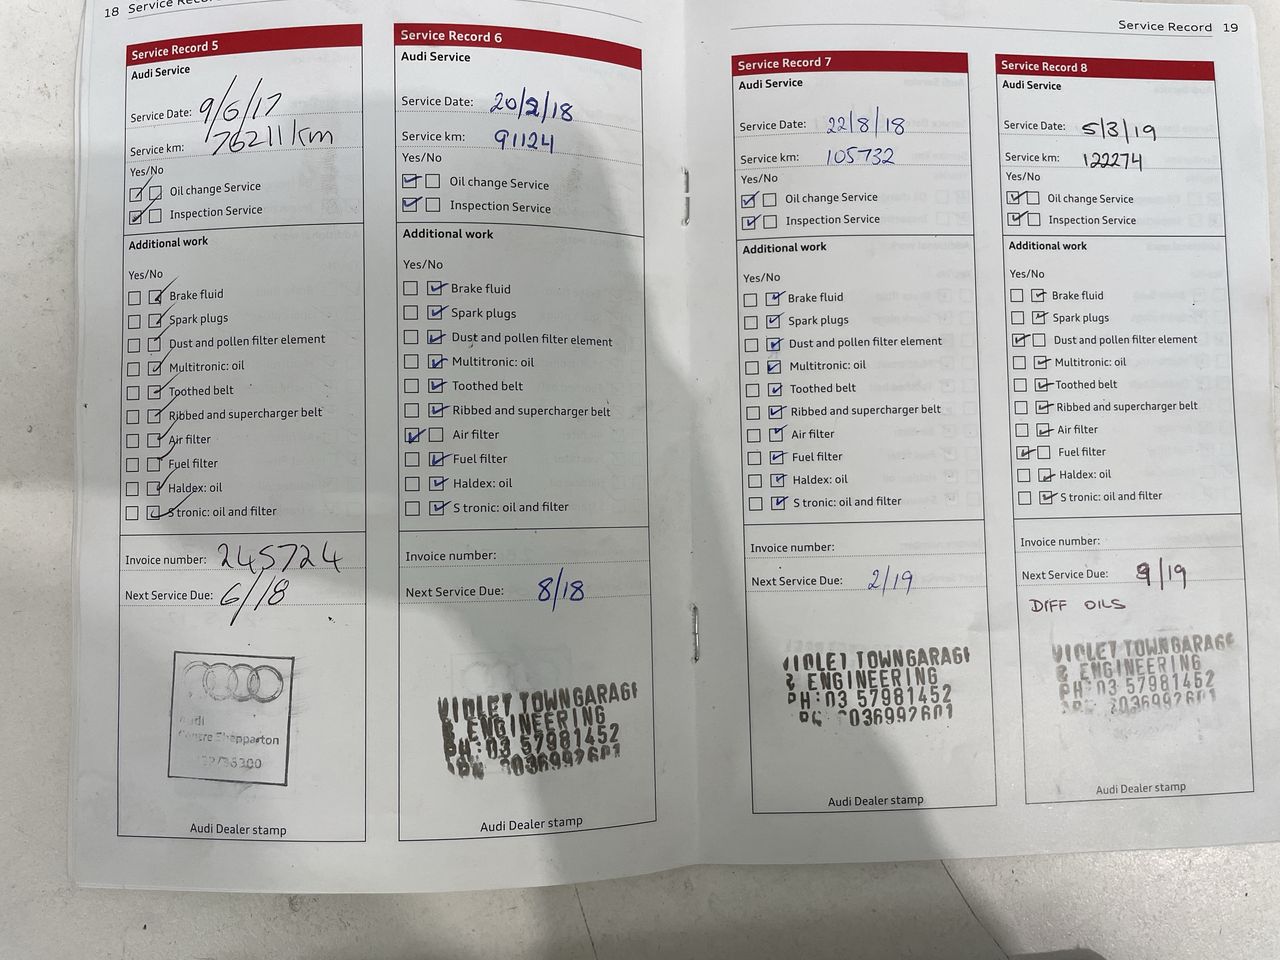 18 Service Record
Service Record 5
Audi Service
Service Date: 9/6/17
Service km: 76211 km
Yes/No
Oil change Service
Inspection Service
Additional work
Yes/No
Brake fluid
Spark plugs
Dust and pollen filter element
Multitronic: oil
Toothed belt
Ribbed and supercharger belt
Air filter
Fuel filter
Haldex: oil
S tronic: oil and filter
Invoice number: 245724
Next Service Due: 6/18
Audi
Centre Shepparton
Audi Dealer stamp
Service Record 6
Audi Service
Service Date: 20/2/18
Service km: 91124
Yes/No
Oil change Service
Inspection Service
Additional work
Yes/No
Brake fluid
Spark plugs
Dust and pollen filter element
Multitronic: oil
Toothed belt
Ribbed and supercharger belt
Air filter
Fuel filter
Haldex: oil
S tronic: oil and filter
Invoice number:
Next Service Due: 8/18
VIOLET TOWN GARAGE
& ENGINEERING
PH: 03 57981452
Audi Dealer stamp
Service Record 19
Service Record 7
Audi Service
Service Date: 22/8/18
Service km: 105732
Yes/No
Oil change Service
Inspection Service
Additional work
Yes/No
Brake fluid
Spark plugs
Dust and pollen filter element
Multitronic: oil
Toothed belt
Ribbed and supercharger belt
Air filter
Fuel filter
Haldex: oil
S tronic: oil and filter
Invoice number:
Next Service Due: 2/19
VIOLET TOWN GARAGE
& ENGINEERING
PH: 03 57981452
Audi Dealer stamp
Service Record 8
Audi Service
Service Date: 5/3/19
Service km: 122274
Yes/No
Oil change Service
Inspection Service
Additional work
Yes/No
Brake fluid
Spark plugs
Dust and pollen filter element
Multitronic: oil
Toothed belt
Ribbed and supercharger belt
Air filter
Fuel filter
Haldex: oil
S tronic: oil and filter
Invoice number:
Next Service Due: 9/19
DIFF OILS
VIOLET TOWN GARAGE
& ENGINEERING
PH: 03 57981452
Audi Dealer stamp